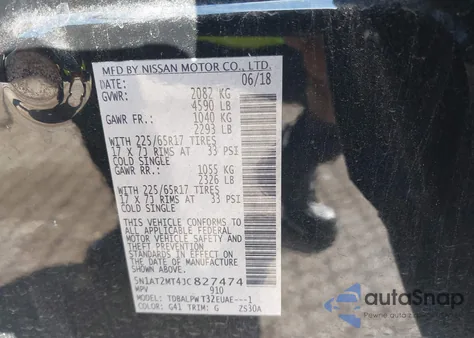 MFD BY NISSAN MOTOR CO., LTD.
DATE: 06/18
GVWR: 2082 KG
4590 LB
GAWR FR.: 1040 KG
2293 LB
WITH 225/65R17 TIRES
17 X 7J RIMS AT 33 PSI
COLD SINGLE
GAWR RR.: 1055 KG
2326 LB
WITH 225/65R17 TIRES
17 X 7J RIMS AT 33 PSI
COLD SINGLE
THIS VEHICLE CONFORMS TO
ALL APPLICABLE FEDERAL
MOTOR VEHICLE SAFETY AND
THEFT PREVENTION
STANDARDS IN EFFECT ON THE
DATE OF MANUFACTURE
SHOWN ABOVE.
5N1AT2MT4JC827474
MPV 910
MODEL: TDBALPWT32EUAE---1
COLOR: G41 TRIM: G ZS30A
autoSnap